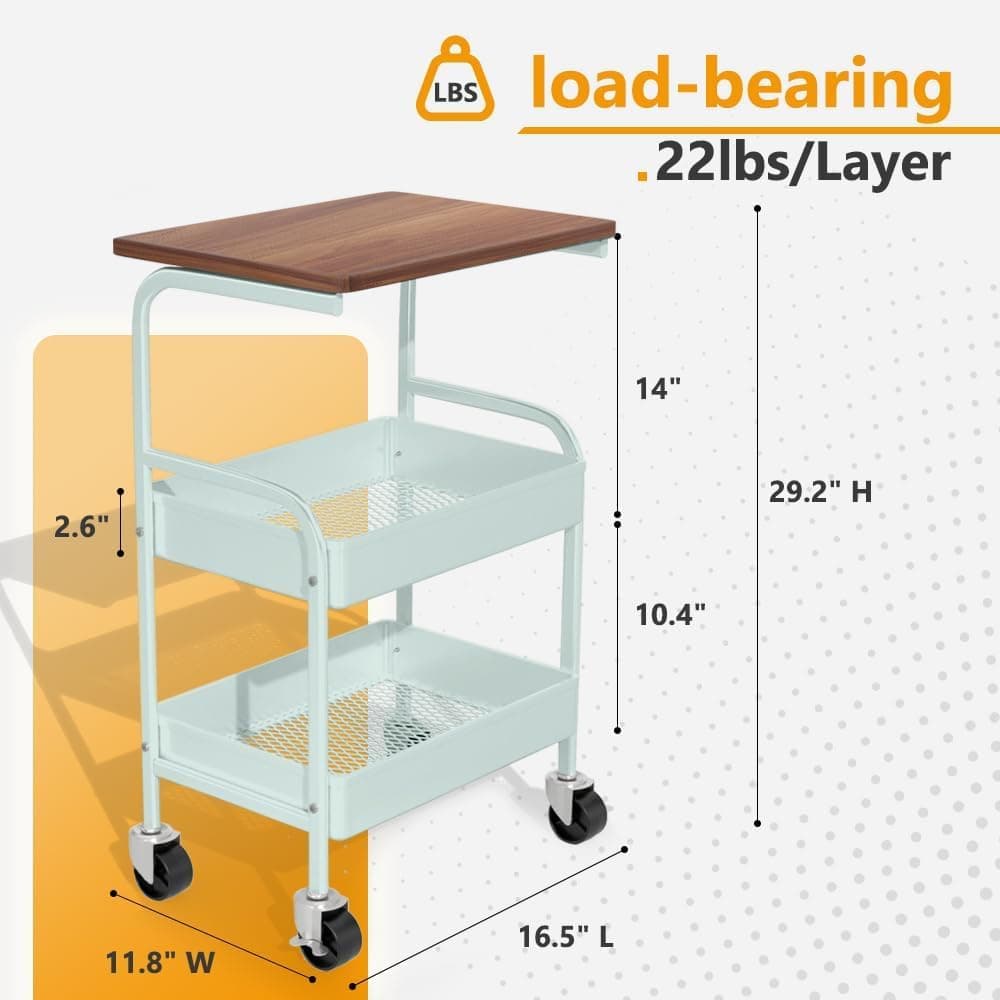 LBS
load-bearing
.22lbs/Layer
14"
29.2" H
2.6"
10.4"
16.5" L
11.8" W